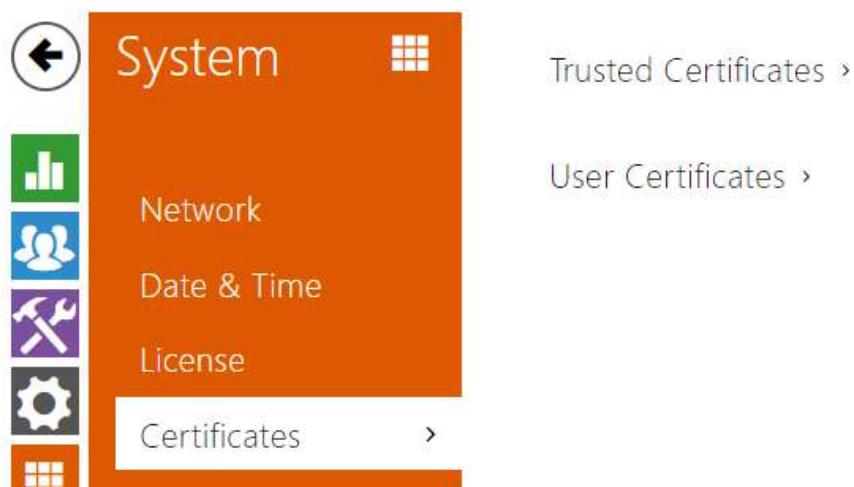 System
Network
Date & Time
License
Certificates
Trusted Certificates
User Certificates